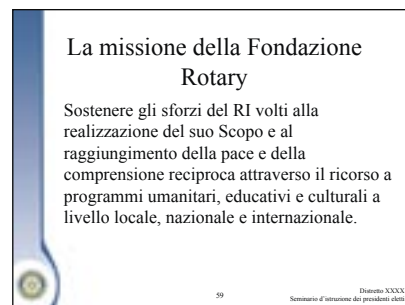 La missione della Fondazione
Rotary
Sostenere gli sforzi del RI volti alla
realizzazione del suo Scopo e al
raggiungimento della pace e della
comprensione reciproca attraverso il ricorso a
programmi umanitari, educativi e culturali a
livello locale, nazionale e internazionale.
59
Distretto XXXX
Seminario d'istruzione dei presidenti eletti